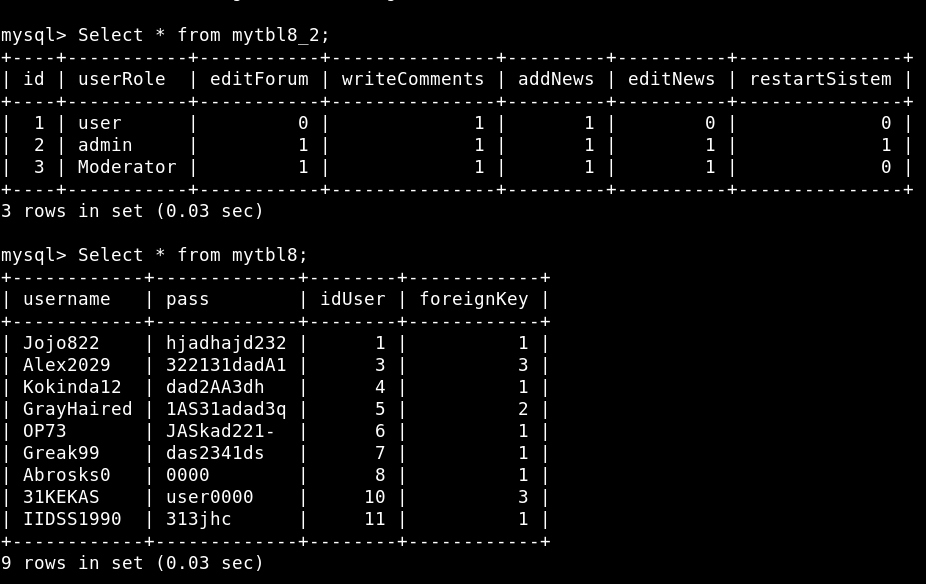 mysql> Select * from mytbl8_2;
+----+-----------+-----------+---------------+---------+----------+---------------+
| id | userRole  | editForum | writeComments | addNews | editNews | restartSistem |
+----+-----------+-----------+---------------+---------+----------+---------------+
|  1 | user      |         0 |             1 |       1 |        0 |             0 |
|  2 | admin     |         1 |             1 |       1 |        1 |             1 |
|  3 | Moderator |         1 |             1 |       1 |        1 |             0 |
+----+-----------+-----------+---------------+---------+----------+---------------+
3 rows in set (0.03 sec)
mysql> Select * from mytbl8;
+------------+-------------+--------+------------+
| username   | pass        | idUser | foreignKey |
+------------+-------------+--------+------------+
| Jojo822    | hjadhajd232 |      1 |          1 |
| Alex2029   | 322131dadA1 |      3 |          3 |
| Kokinda12  | dad2AA3dh   |      4 |          1 |
| GrayHaired | 1AS31adad3q |      5 |          2 |
| OP73       | JASkad221-  |      6 |          1 |
| Greak99    | das2341ds   |      7 |          1 |
| Abrosks0   | 0000        |      8 |          1 |
| 31KEKAS    | user0000    |     10 |          3 |
| IIDSS1990  | 313jhc      |     11 |          1 |
+------------+-------------+--------+------------+
9 rows in set (0.03 sec)